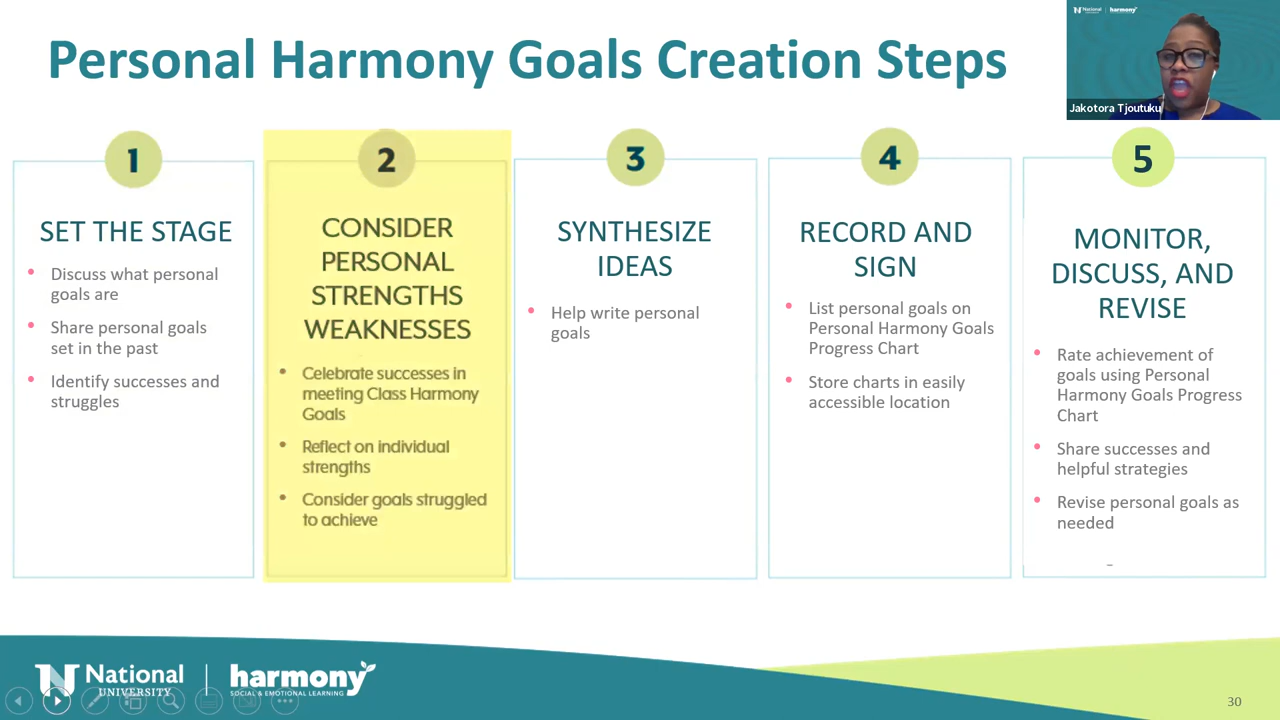 Personal Harmony Goals Creation Steps
National
UNIVERSITY
harmony
Jakotora Tjoutuku
1
SET THE STAGE
• Discuss what personal
goals are
• Share personal goals
set in the past
• Identify successes and
struggles
2
CONSIDER
PERSONAL
STRENGTHS
WEAKNESSES
• Celebrate successes in
meeting Class Harmony
Goals
• Reflect on individual
strengths
• Consider goals struggled
to achieve
3
SYNTHESIZE
IDEAS
• Help write personal
goals
4
RECORD AND
SIGN
• List personal goals on
Personal Harmony Goals
Progress Chart
• Store charts in easily
accessible location
5
MONITOR,
DISCUSS, AND
REVISE
• Rate achievement of
goals using Personal
Harmony Goals Progress
Chart
• Share successes and
helpful strategies
• Revise personal goals as
needed
-
N National
UNIVERSITY
harmony
SOCIAL & EMOTIONAL LEARNING
30